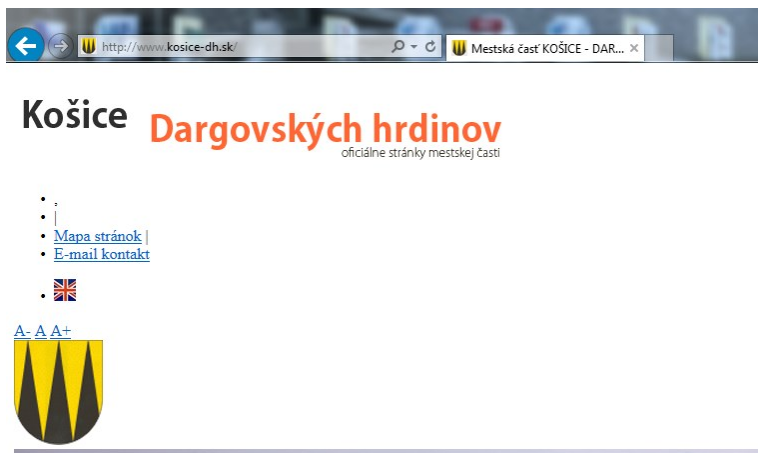 http://www.kosice-dh.sk/
Mestská časť KOŠICE - DAR...
Košice
Dargovských hrdinov
oficiálne stránky mestskej časti
,
|
Mapa stránok |
E-mail kontakt
A- A A+